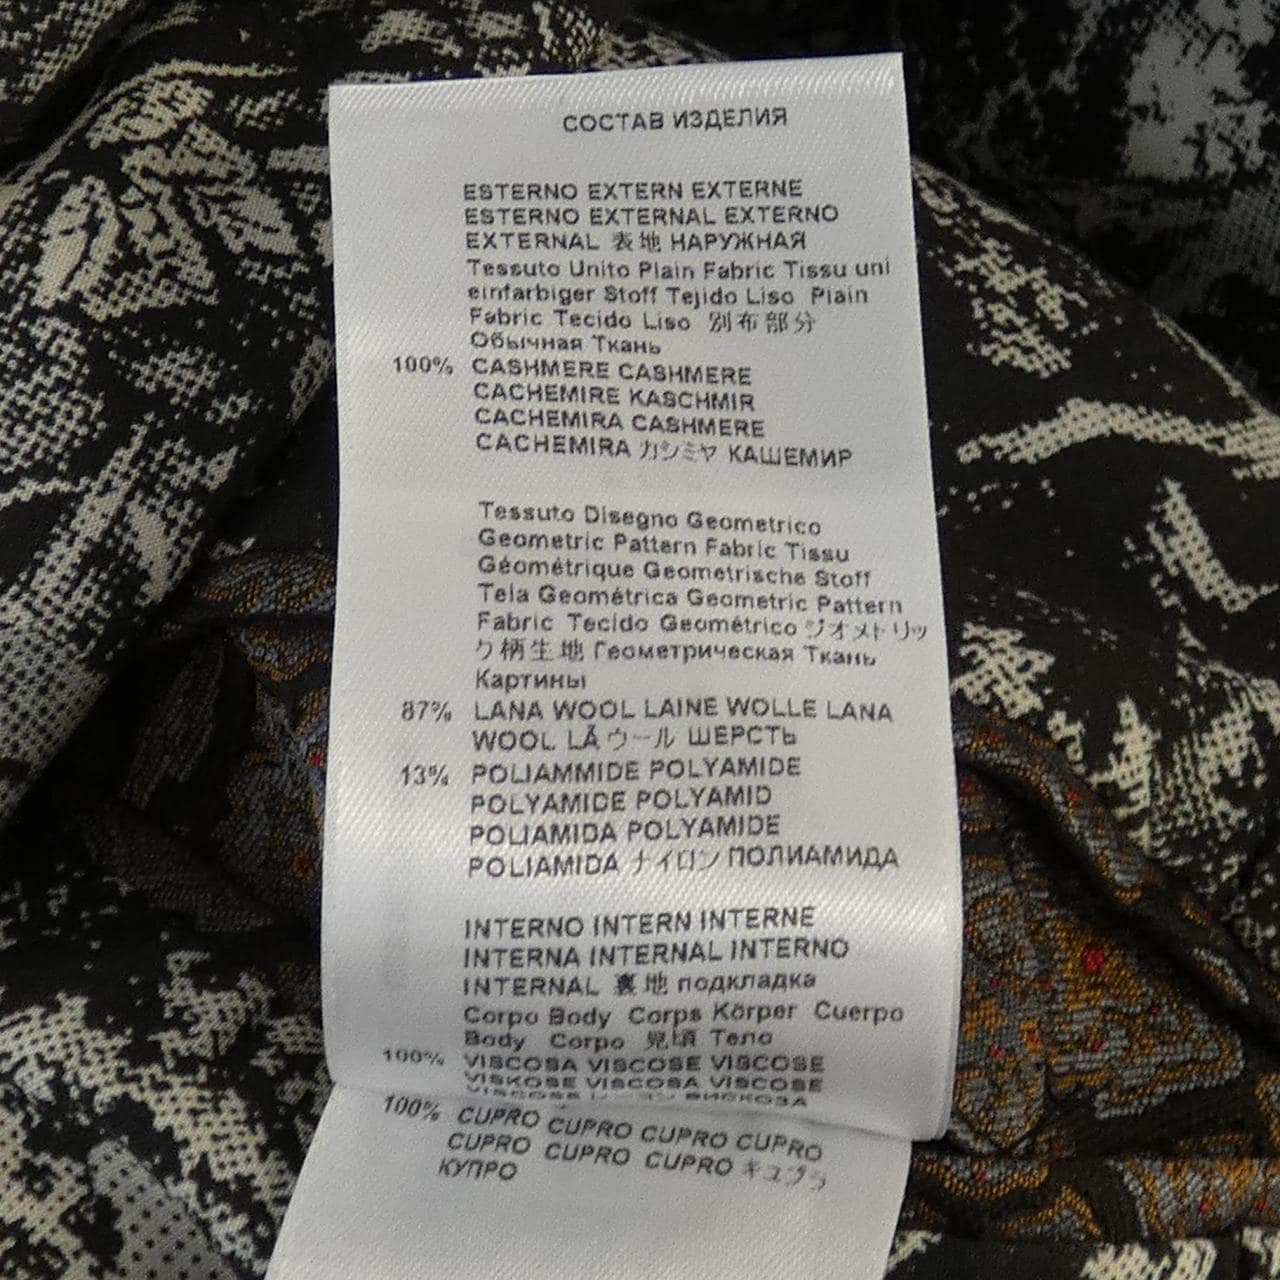 СОСТАВ ИЗДЕЛИЯ
ESTERNO EXTERN EXTERNE
ESTERNO EXTERNAL EXTERNO
EXTERNAL 表地 НАРУЖНАЯ
Tessuto Unito Plain Fabric Tissu uni
einfarbiger Stoff Tejido Liso Plain
Fabric Tecido Liso 別布部分
Обычная Ткань
100% CASHMERE CASHMERE
CACHEMIRE KASCHMIR
CACHEMIRA CASHMERE
CACHEMIRA カシミヤ КАШЕМИР
Tessuto Disegno Geometrico
Geometric Pattern Fabric Tissu
Géométrique Geometrische Stoff
Tela Geométrica Geometric Pattern
Fabric Tecido Geométrico ジオメトリッ
ク柄生地 Геометрическая Ткань
Картины
87% LANA WOOL LAINE WOLLE LANA
WOOL LÃ ウール ШЕРСТЬ
13% POLIAMMIDE POLYAMIDE
POLYAMIDE POLYAMID
POLIAMIDA POLYAMIDE
POLIAMIDA ナイロン ПОЛИАМИДА
INTERNO INTERN INTERNE
INTERNA INTERNAL INTERNO
INTERNAL 裏地 подкладка
Corpo Body Corps Körper Cuerpo
Body Corpo 見頃 Тело
100% VISCOSA VISCOSE VISCOSE
VISKOSE VISCOSA VISCOSE
ВИСКОЗА
100% CUPRO CUPRO CUPRO CUPRO
CUPRO CUPRO CUPRO キュプラ
КУПРО